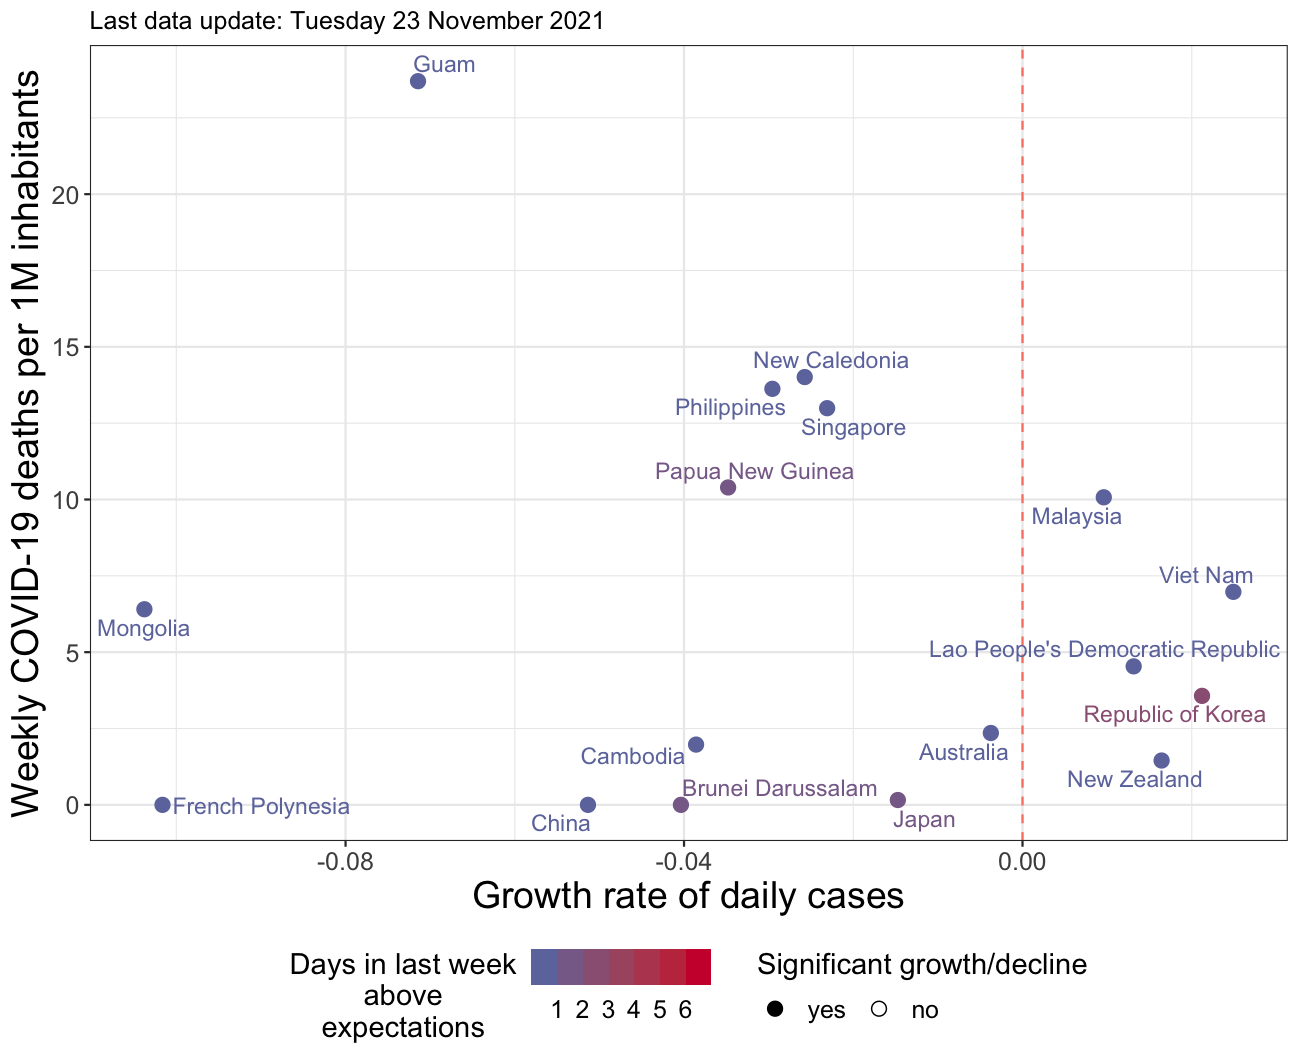 Last data update: Tuesday 23 November 2021
Weekly COVID-19 deaths per 1M inhabitants
20
15
10
5
0
Guam
New Caledonia
Philippines
Singapore
Papua New Guinea
Malaysia
Viet Nam
Mongolia
Lao People's Democratic Republic
Republic of Korea
Australia
Cambodia
New Zealand
Brunei Darussalam
French Polynesia
China
Japan
-0.08 -0.04 0.00
Growth rate of daily cases
Days in last week
above
expectations
1 2 3 4 5 6
Significant growth/decline
yes no